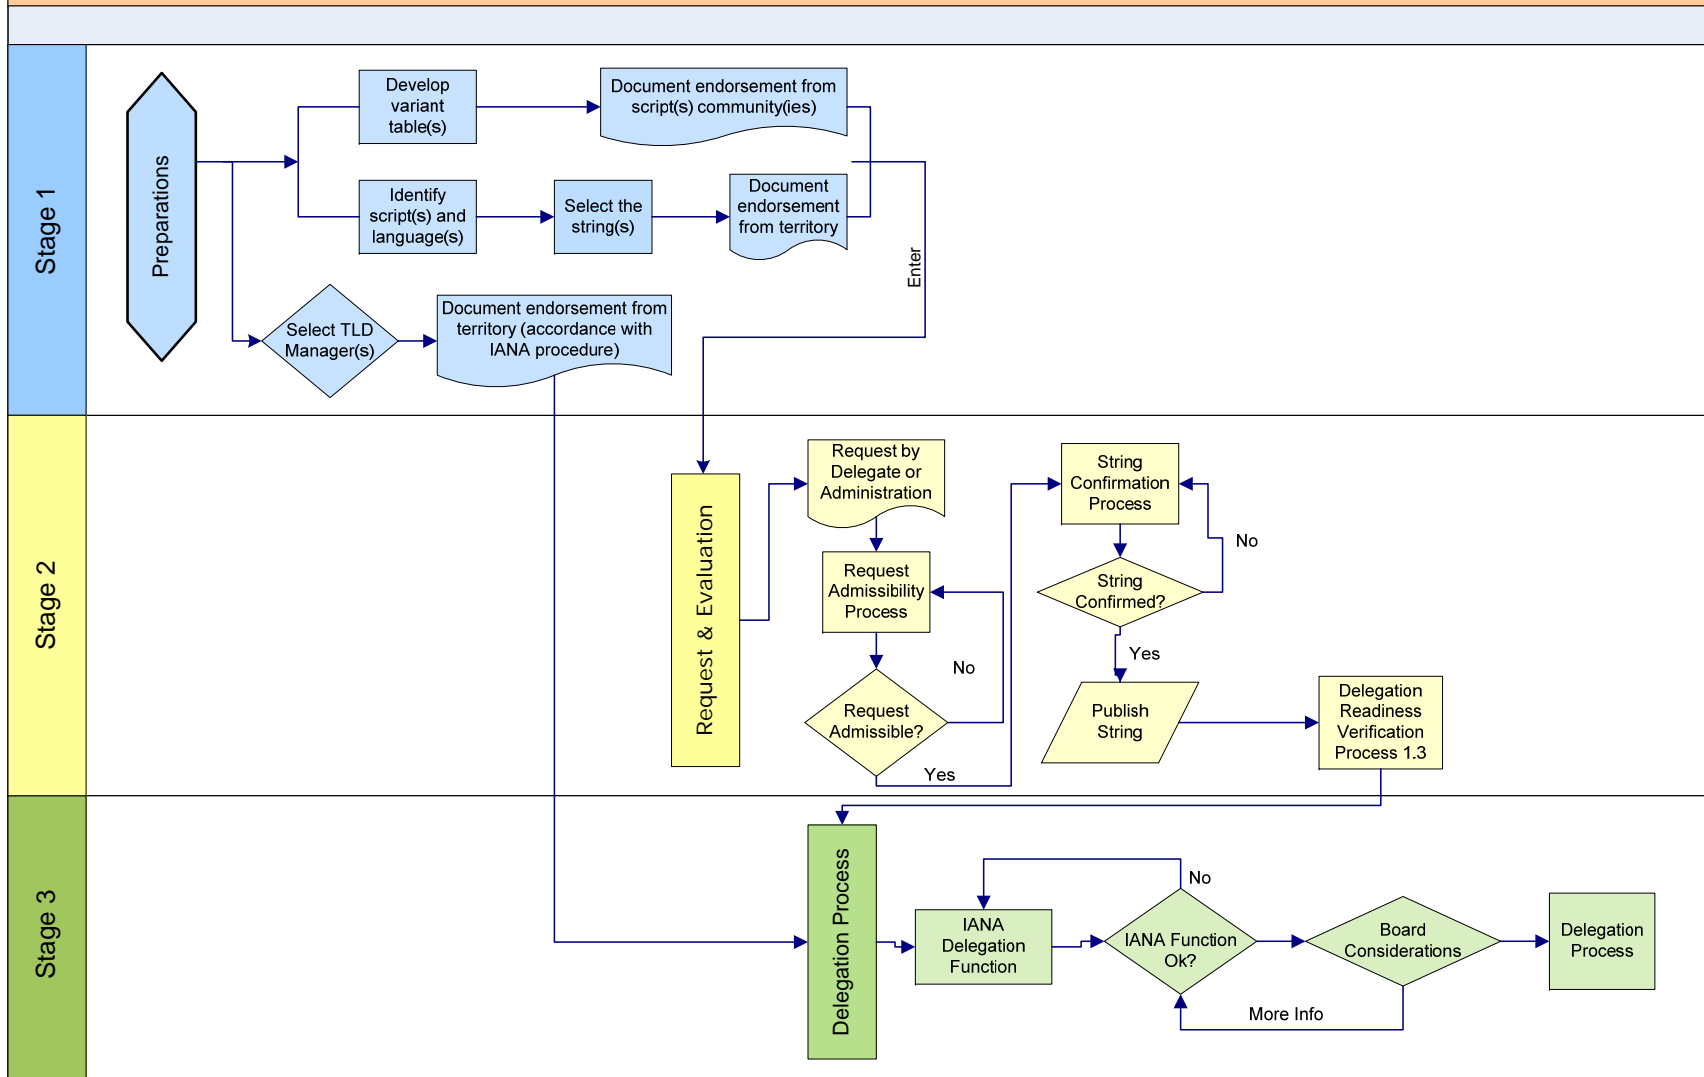 Stage 1
Preparations
Develop
variant
table(s)
Document endorsement from
script(s) community(ies)
Identify
script(s) and
language(s)
Select the
string(s)
Document
endorsement
from territory
Enter
Select TLD
Manager(s)
Document endorsement from
territory (accordance with
IANA procedure)
Stage 2
Request & Evaluation
Request by
Delegate or
Administration
Request
Admissibility
Process
No
Request
Admissible?
Yes
String
Confirmation
Process
No
String
Confirmed?
Yes
Publish
String
Delegation
Readiness
Verification
Process 1.3
Stage 3
Delegation Process
IANA
Delegation
Function
No
IANA Function
Ok?
Board
Considerations
More Info
Delegation
Process